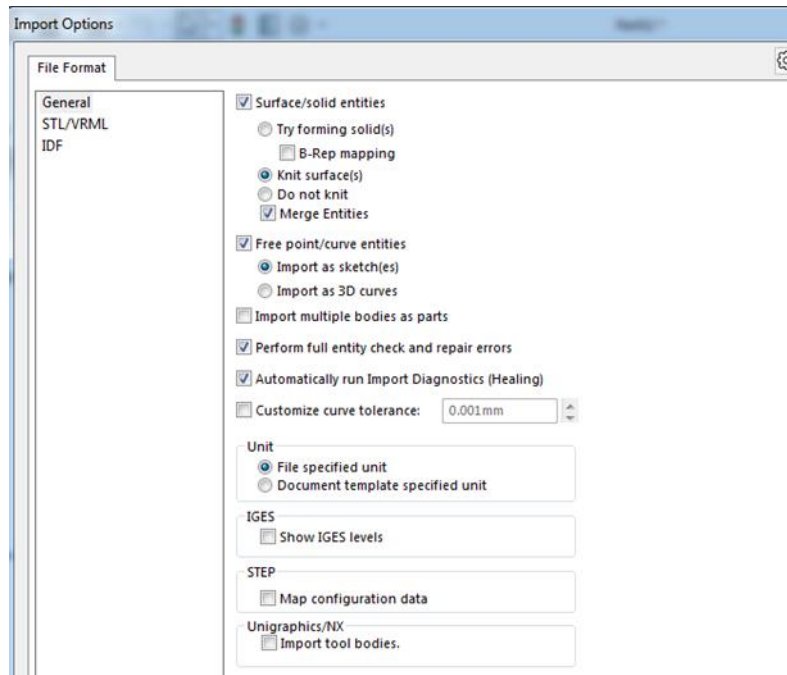 Import Options
File Format
General
STL/VRML
IDF
Surface/solid entities
Try forming solid(s)
B-Rep mapping
Knit surface(s)
Do not knit
Merge Entities
Free point/curve entities
Import as sketch(es)
Import as 3D curves
Import multiple bodies as parts
Perform full entity check and repair errors
Automatically run Import Diagnostics (Healing)
Customize curve tolerance: 0.001mm
Unit
File specified unit
Document template specified unit
IGES
Show IGES levels
STEP
Map configuration data
Unigraphics/NX
Import tool bodies.